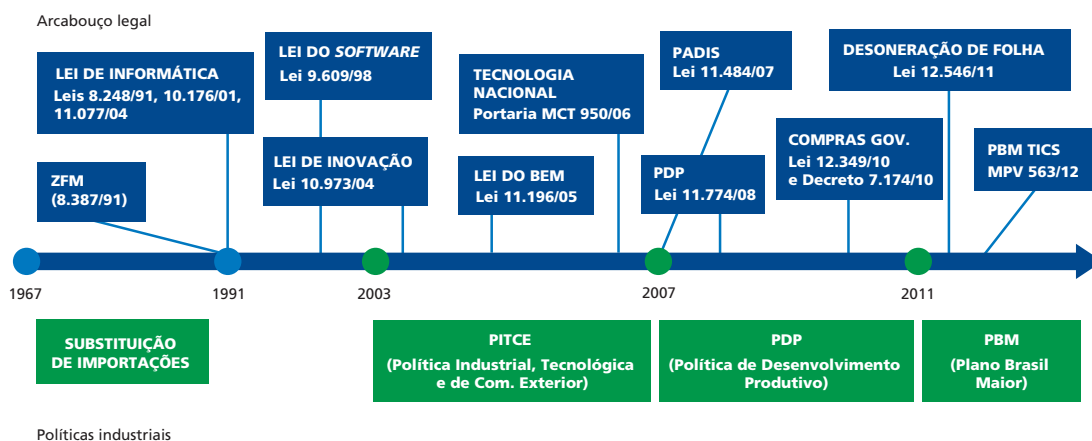 Arcabouço legal
LEI DE INFORMÁTICA
Leis 8.248/91, 10.176/01,
11.077/04
LEI DO SOFTWARE
Lei 9.609/98
TECNOLOGIA
NACIONAL
Portaria MCT 950/06
PADIS
Lei 11.484/07
DESONERAÇÃO DE FOLHA
Lei 12.546/11
ZFM
(8.387/91)
LEI DE INOVAÇÃO
Lei 10.973/04
LEI DO BEM
Lei 11.196/05
PDP
Lei 11.774/08
COMPRAS GOV.
Lei 12.349/10
e Decreto 7.174/10
PBM TICS
MPV 563/12
1967
1991
2003
2007
2011
SUBSTITUIÇÃO
DE IMPORTAÇÕES
PITCE
(Política Industrial, Tecnológica
e de Com. Exterior)
PDP
(Política de Desenvolvimento
Produtivo)
PBM
(Plano Brasil
Maior)
Políticas industriais